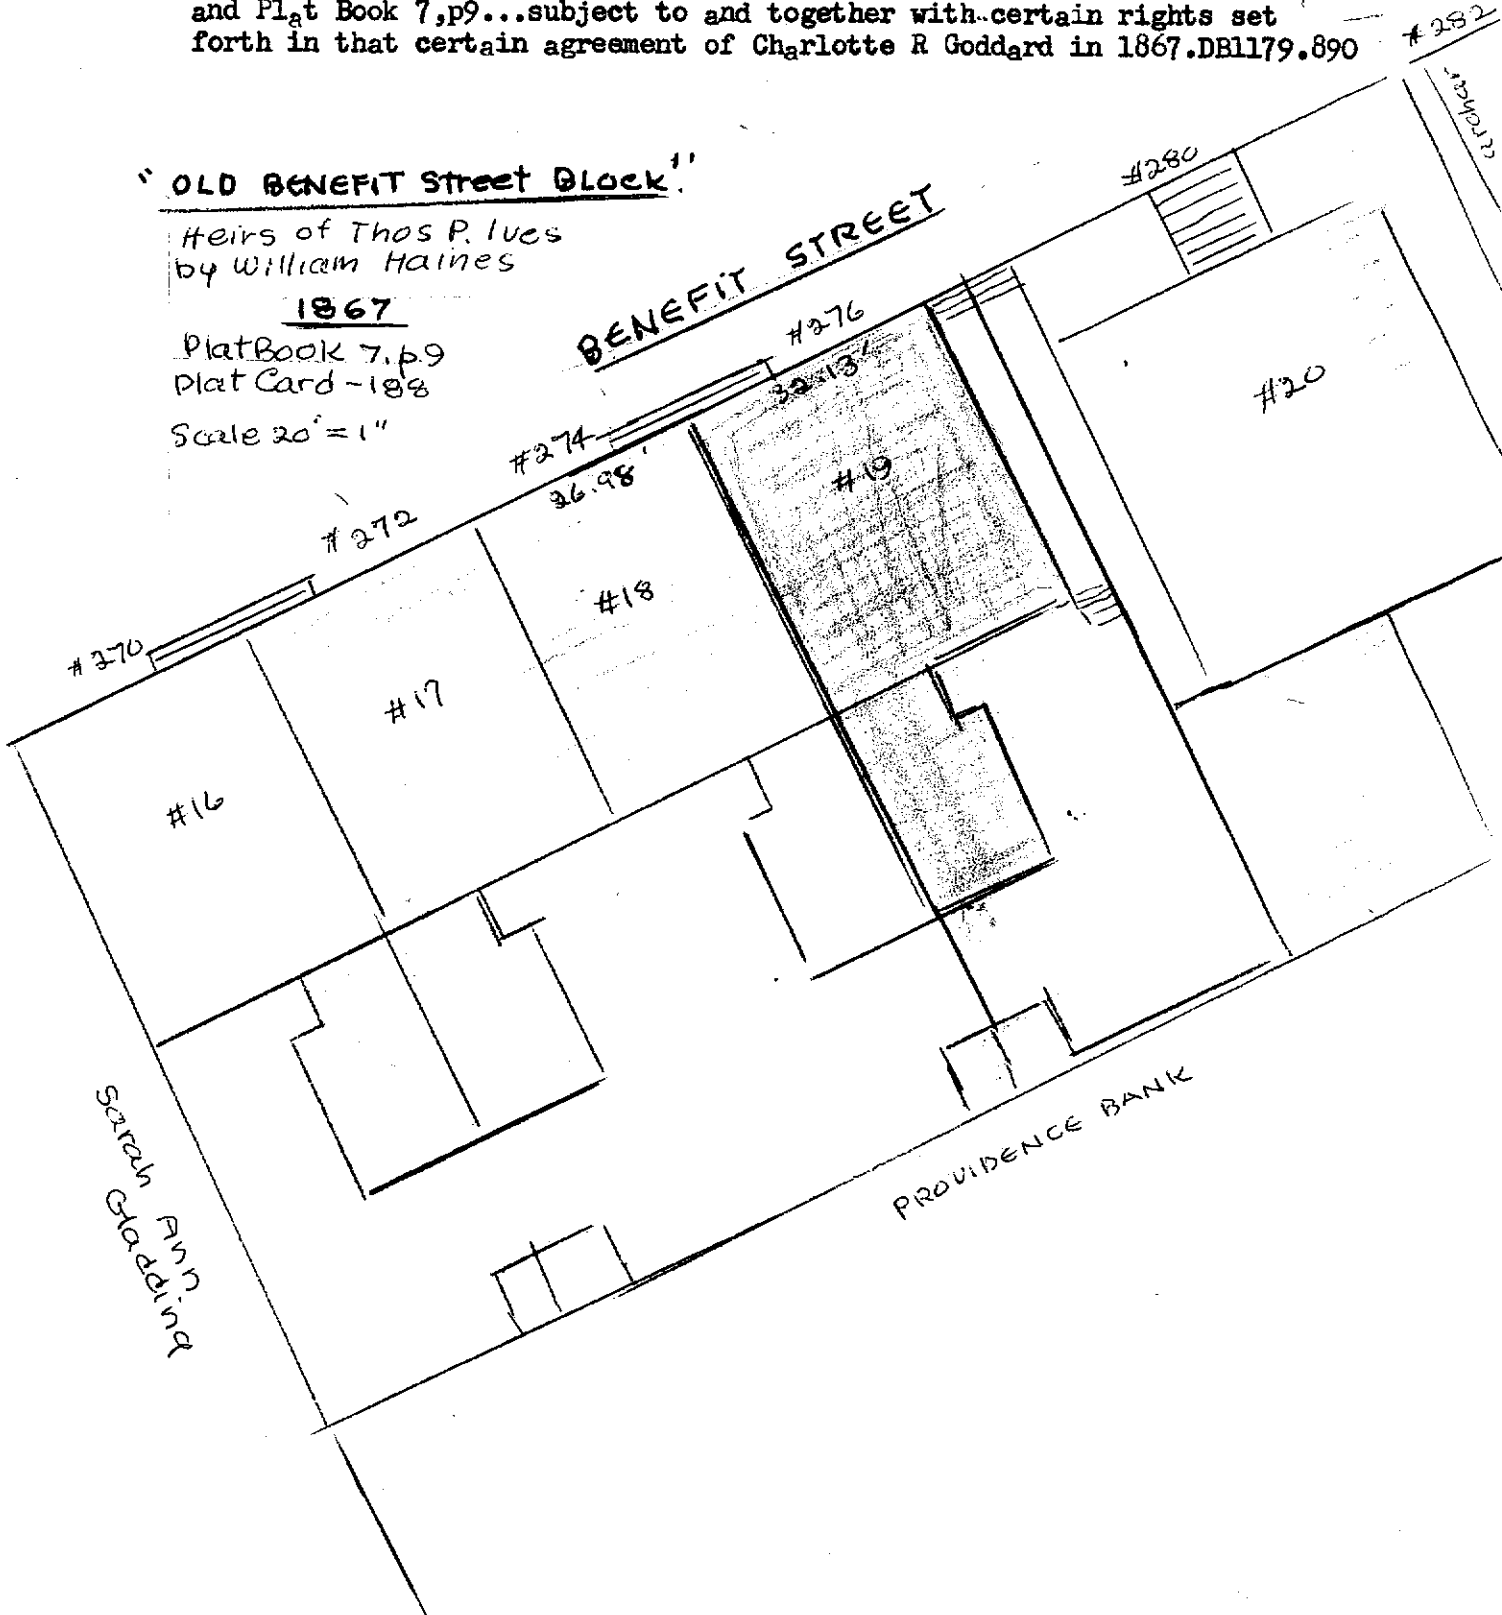 and Plat Book 7,p9...subject to and together with certain rights set
forth in that certain agreement of Charlotte R Goddard in 1867.DB1179.890
#282
archer
"OLD BENEFIT Street BLock".
Heirs of Thos P. Ives
by William Haines
1867
Plat Book 7, p.9
Plat Card - 188
Scale 20' = 1"
BENEFIT STREET
#280
#276
32.13'
#274
26.98'
#272
#270
#20
#19
#18
#17
#16
Sarah Ann
Gladding
PROVIDENCE BANK